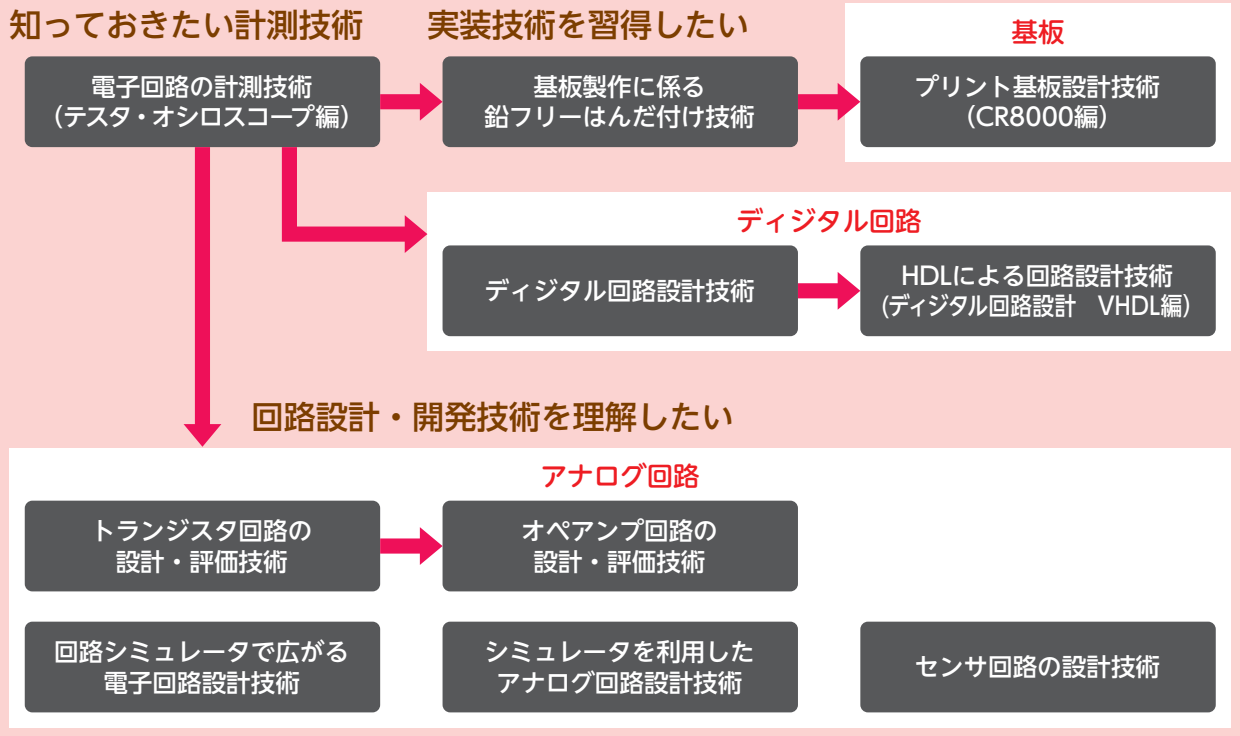 知っておきたい計測技術
実装技術を習得したい
基板
電子回路の計測技術
（テスタ・オシロスコープ編）
基板製作に係る
鉛フリーはんだ付け技術
プリント基板設計技術
（CR8000編）
ディジタル回路
ディジタル回路設計技術
HDLによる回路設計技術
(ディジタル回路設計　VHDL編）
回路設計・開発技術を理解したい
アナログ回路
トランジスタ回路の
設計・評価技術
オペアンプ回路の
設計・評価技術
回路シミュレータで広がる
電子回路設計技術
シミュレータを利用した
アナログ回路設計技術
センサ回路の設計技術